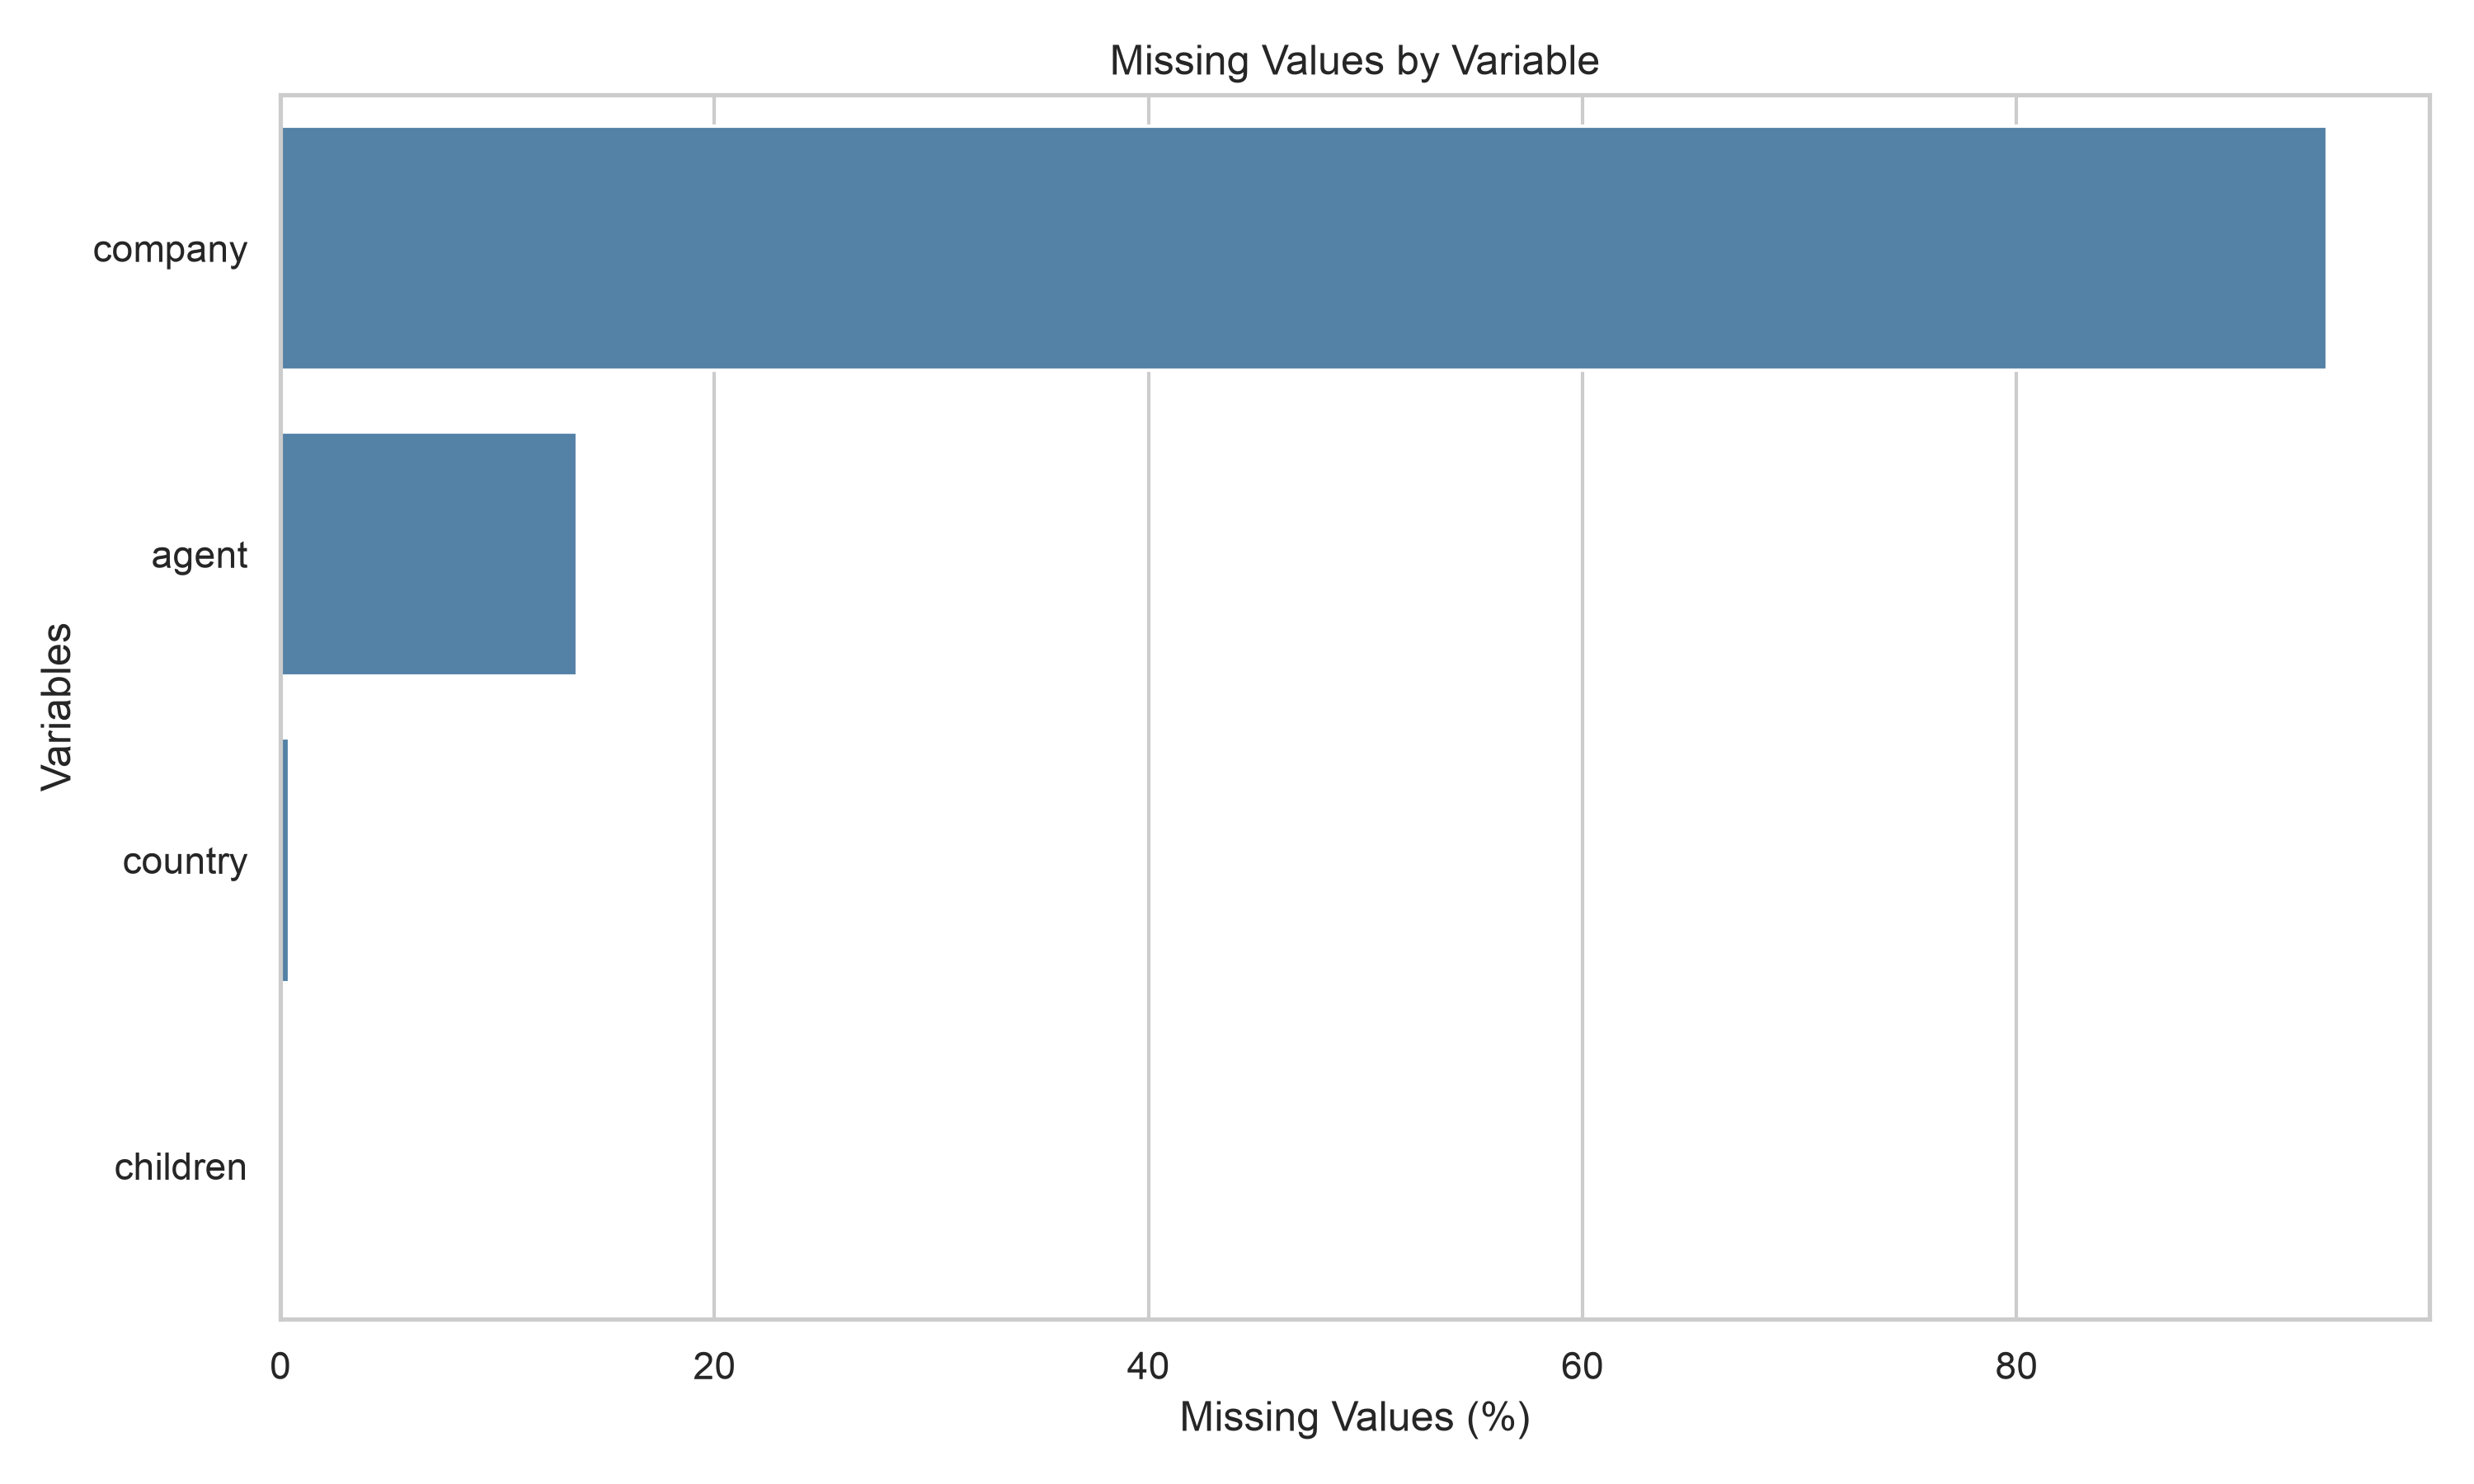 Missing Values by Variable
company
agent
country
children
Variables
0 20 40 60 80
Missing Values (%)